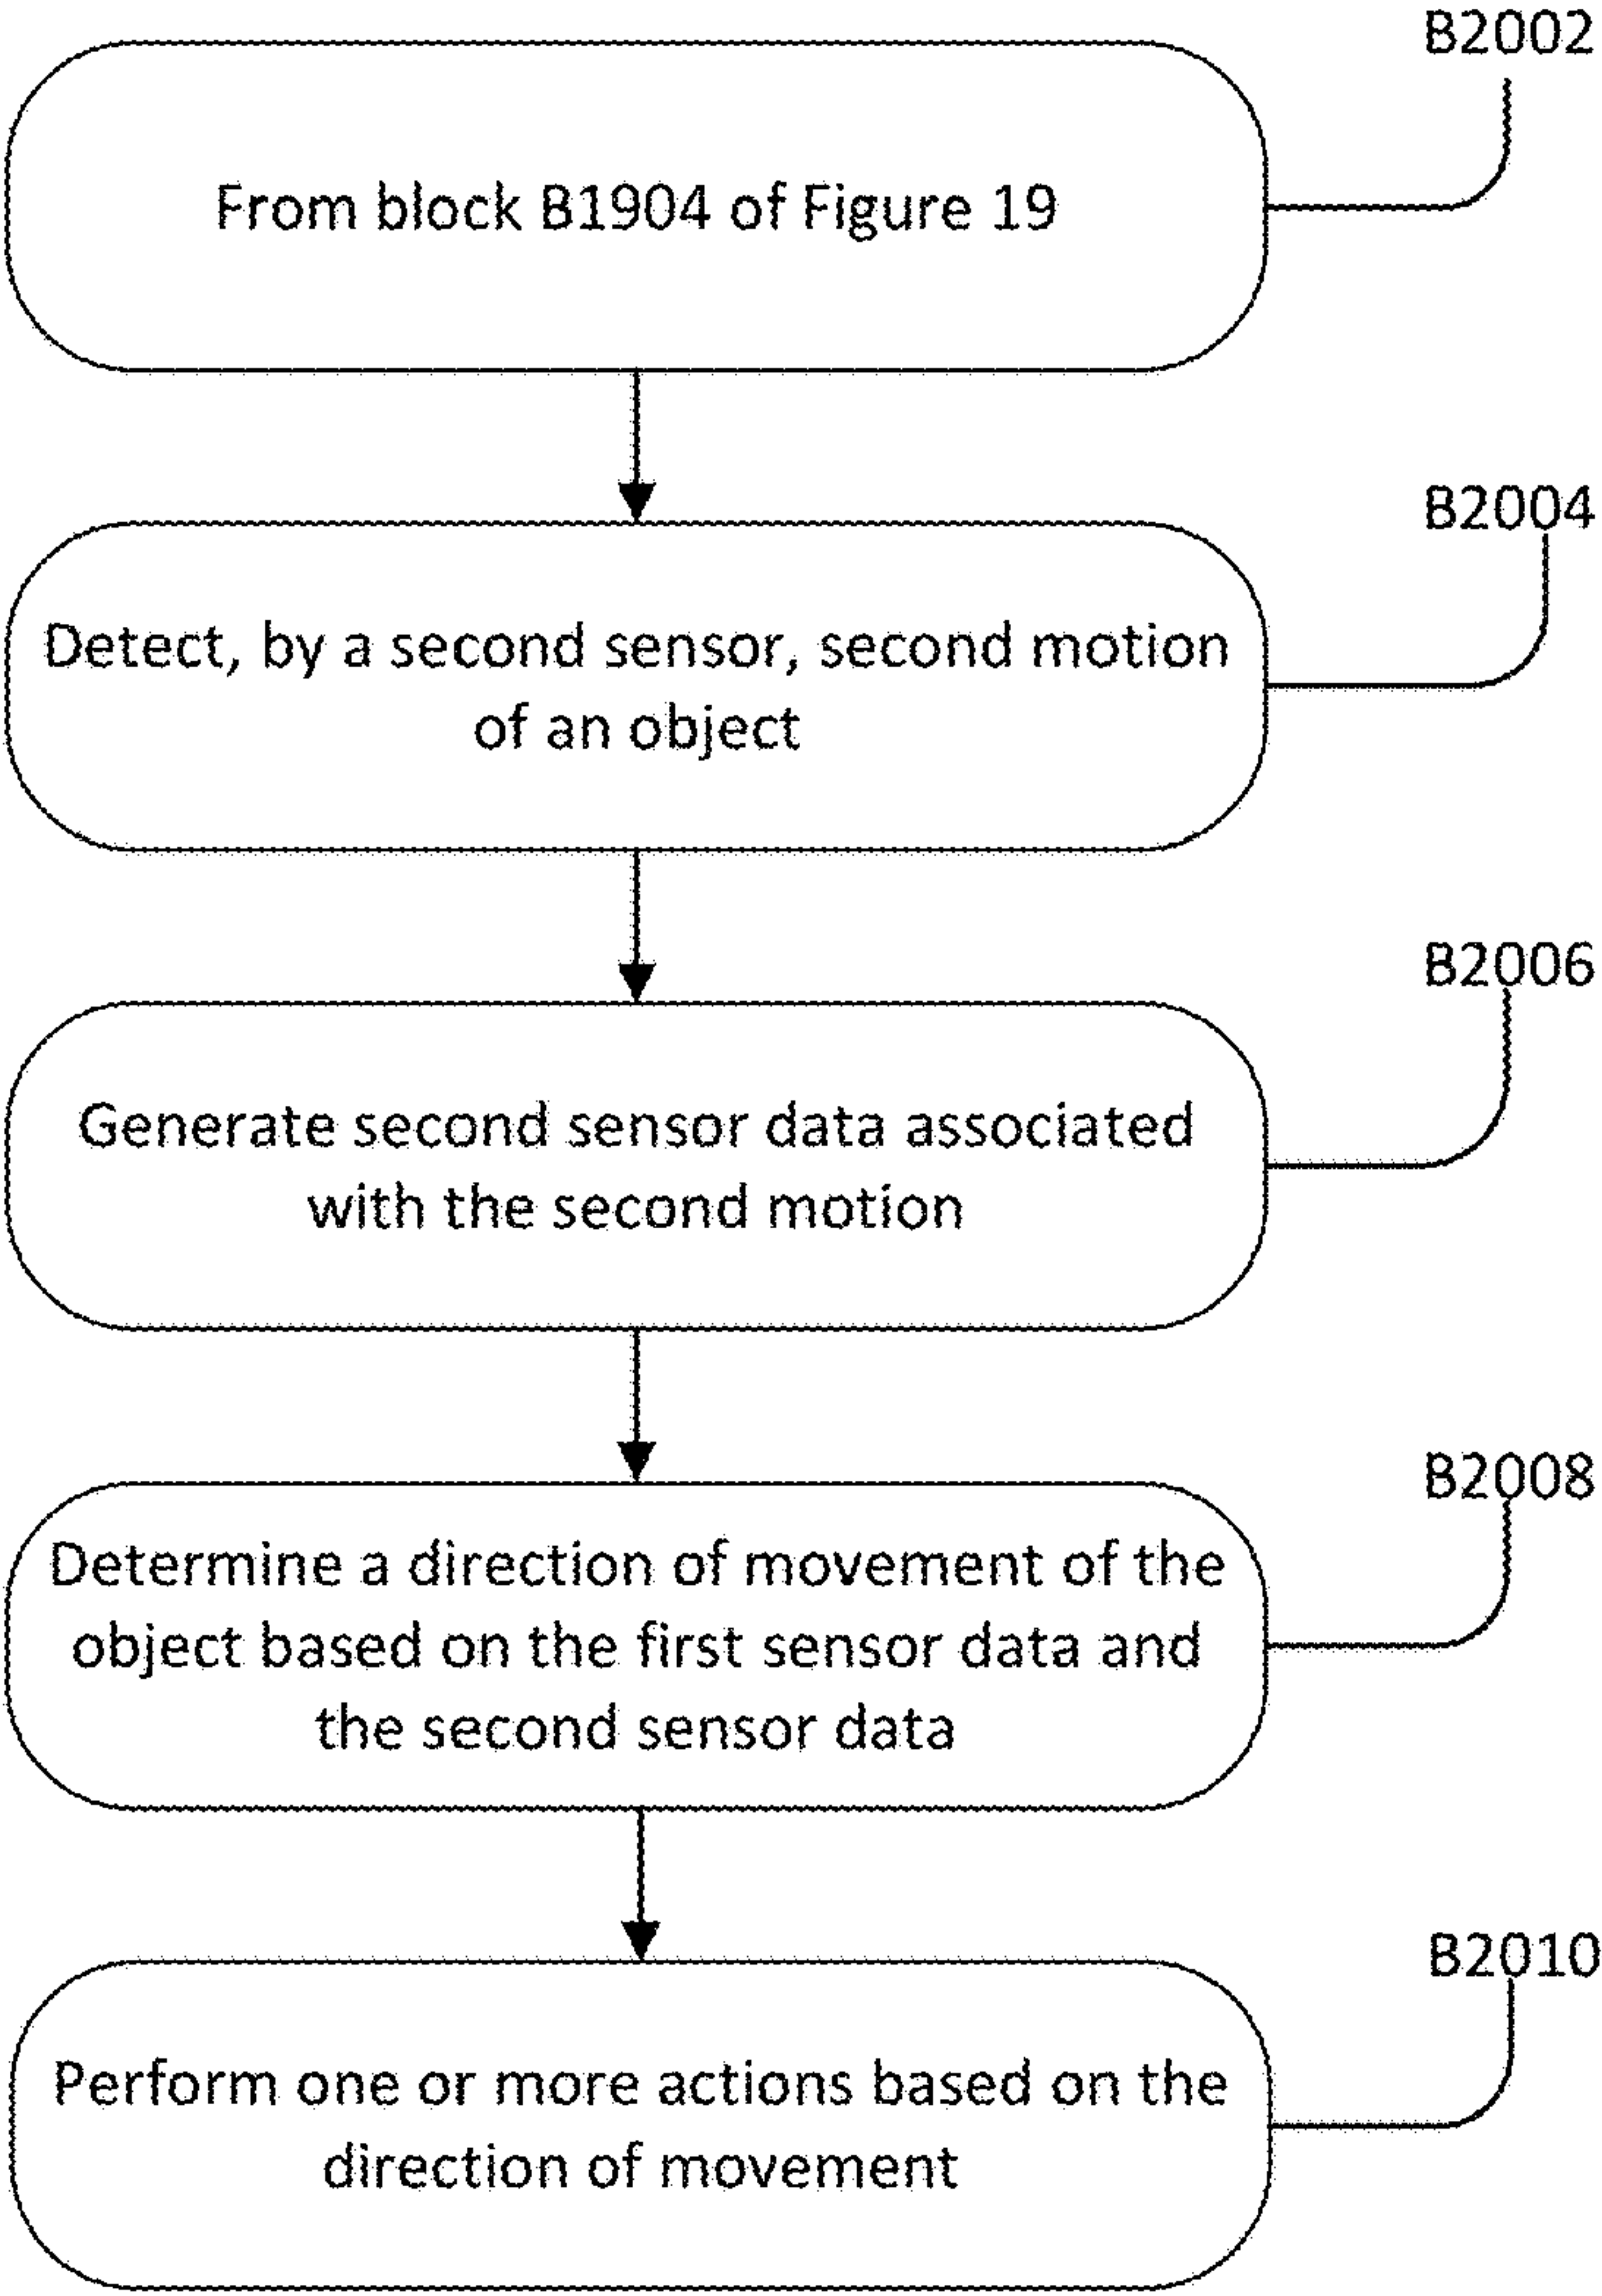 B2002
From block B1904 of Figure 19
B2004
Detect, by a second sensor, second motion
of an object
B2006
Generate second sensor data associated
with the second motion
B2008
Determine a direction of movement of the
object based on the first sensor data and
the second sensor data
B2010
Perform one or more actions based on the
direction of movement